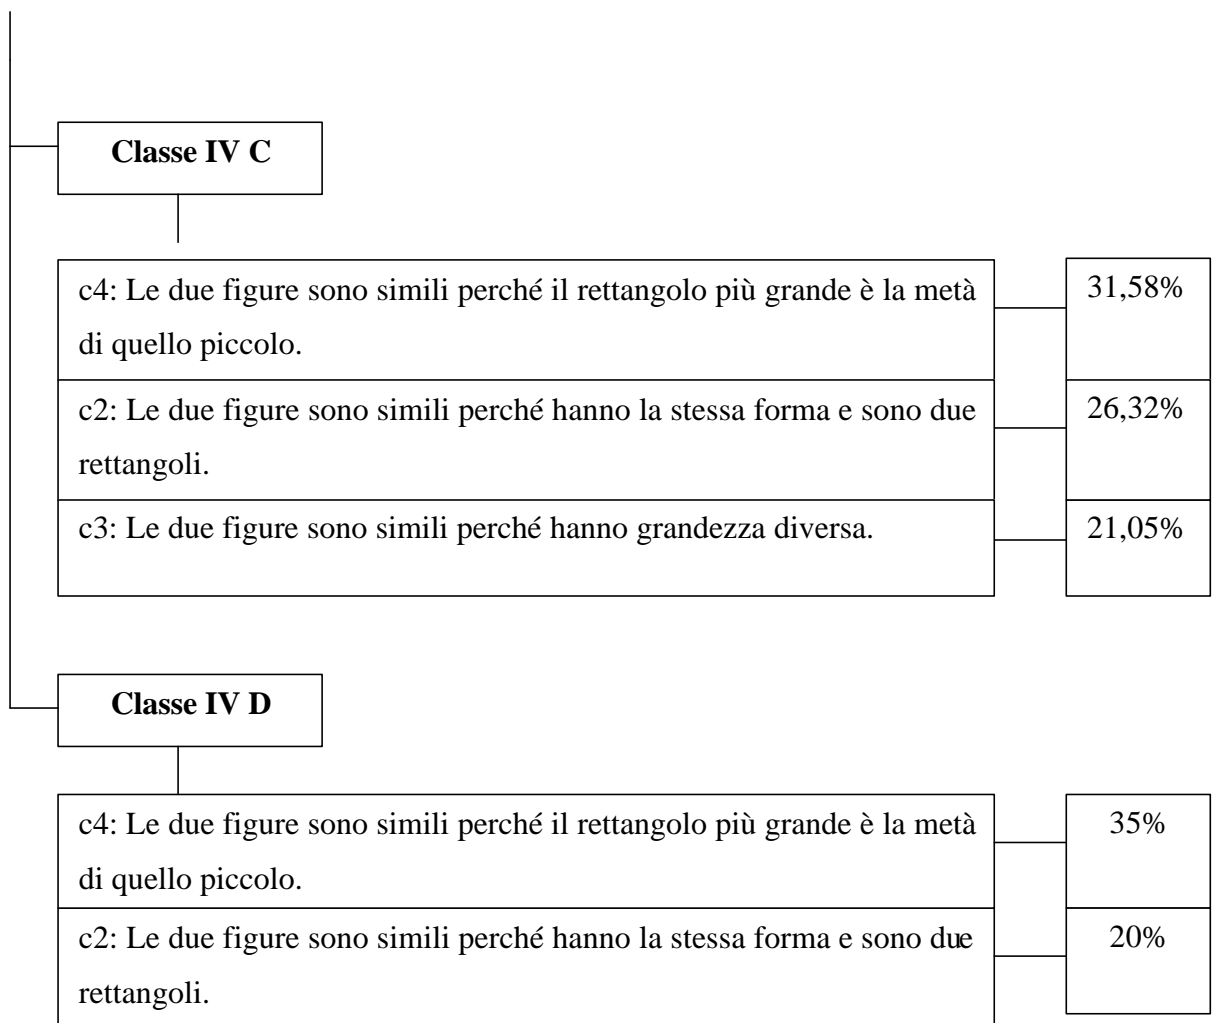 Classe IV C
c4: Le due figure sono simili perché il rettangolo più grande è la metà
di quello piccolo.
31,58%
c2: Le due figure sono simili perché hanno la stessa forma e sono due
rettangoli.
26,32%
c3: Le due figure sono simili perché hanno grandezza diversa.
21,05%
Classe IV D
c4: Le due figure sono simili perché il rettangolo più grande è la metà
di quello piccolo.
35%
c2: Le due figure sono simili perché hanno la stessa forma e sono due
rettangoli.
20%